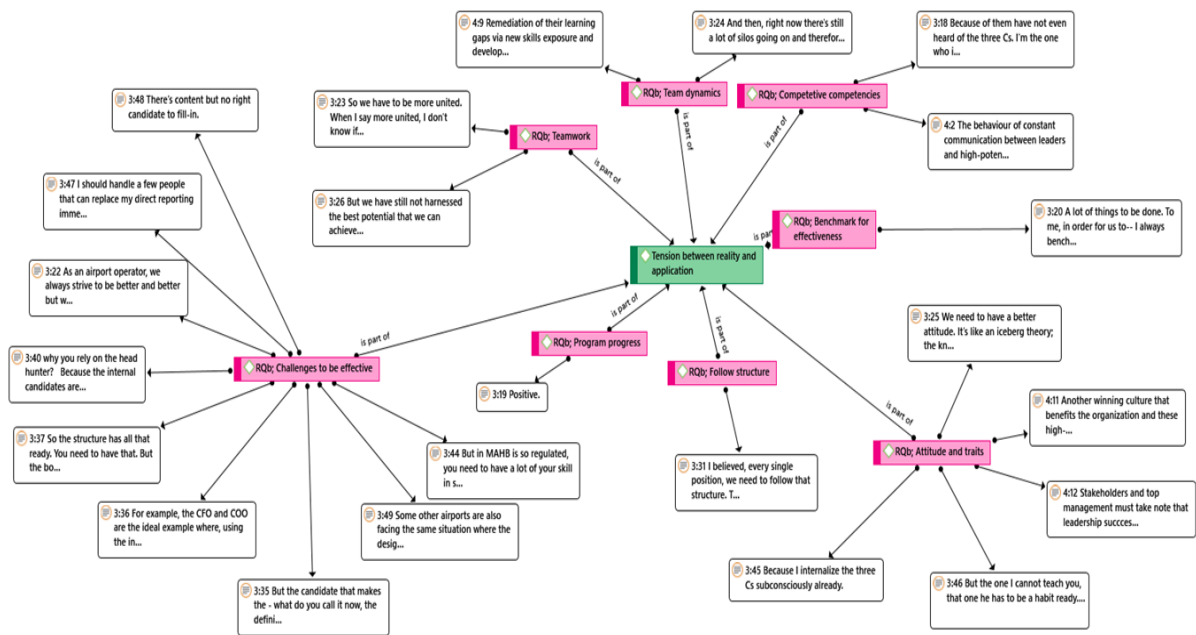 4:9 Remediation of their learning
gaps via new skills exposure and
develop...
3:24 And then, right now there's still
a lot of silos going on and therefor...
3:18 Because of them have not even
heard of the three Cs. I'm the one
who i...
3:48 There's content but no right
candidate to fill-in.
RQb; Team dynamics
RQb; Competetive competencies
3:23 So we have to be more united.
When I say more united, I don't
know if...
RQb; Teamwork
is part of
is part of
4:2 The behaviour of constant
communication between leaders
and high-poten...
is part of
3:47 I should handle a few people
that can replace my direct reporting
imme...
3:26 But we have still not harnessed
the best potential that we can
achieve...
RQb; Benchmark for
effectiveness
is part
3:20 A lot of things to be done. To
me, in order for us to-- I always
bench...
Tension between reality and
application
3:22 As an airport operator, we
always strive to be better and better
but w...
is part of
is part of
is part of
3:25 We need to have a better
attitude. It's like an iceberg theory;
the kn...
RQb; Program progress
3:40 why you rely on the head
hunter? Because the internal
candidates are...
RQb; Challenges to be effective
RQb; Follow structure
3:19 Positive.
is part of
4:11 Another winning culture that
benefits the organization and these
high-...
3:37 So the structure has all that
ready. You need to have that. But
the bo...
3:44 But in MAHB is so regulated,
you need to have a lot of your skill
in s...
RQb; Attitude and traits
3:31 I believed, every single
position, we need to follow that
structure. T...
4:12 Stakeholders and top
management must take note that
leadership succces...
3:36 For example, the CFO and COO
are the ideal example where, using
the in...
3:49 Some other airports are also
facing the same situation where the
desig...
3:45 Because I internalize the three
Cs subconsciously already.
3:46 But the one I cannot teach you,
that one he has to be a habit ready....
3:35 But the candidate that makes
the - what do you call it now, the
defini...